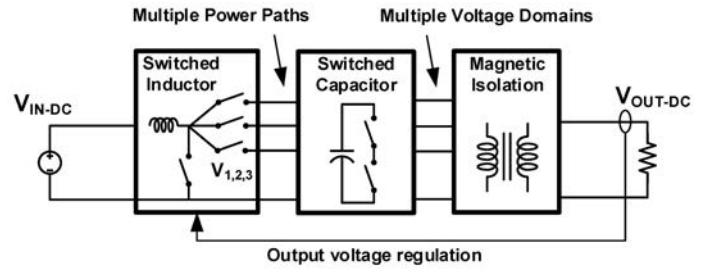 Multiple Power Paths
Multiple Voltage Domains
Switched
Inductor
Switched
Capacitor
Magnetic
Isolation
VIN-DC
VOUT-DC
V1,2,3
Output voltage regulation